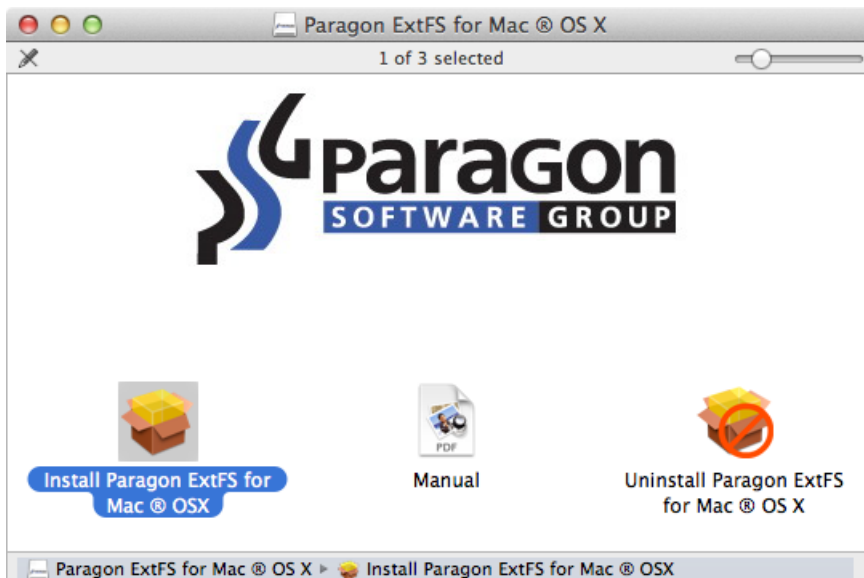 Paragon ExtFS for Mac ® OS X
1 of 3 selected
Paragon
SOFTWARE GROUP
PDF
Install Paragon ExtFS for
Mac ® OSX
Manual
Uninstall Paragon ExtFS
for Mac ® OS X
Paragon ExtFS for Mac ® OS X ▸ Install Paragon ExtFS for Mac ® OSX